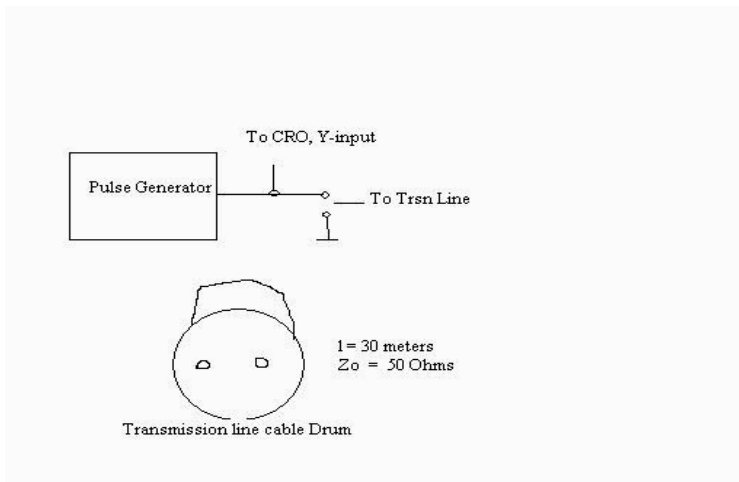 To CRO, Y-input
Pulse Generator
To Trsn Line
l= 30 meters
Zo = 50 Ohms
Transmission line cable Drum